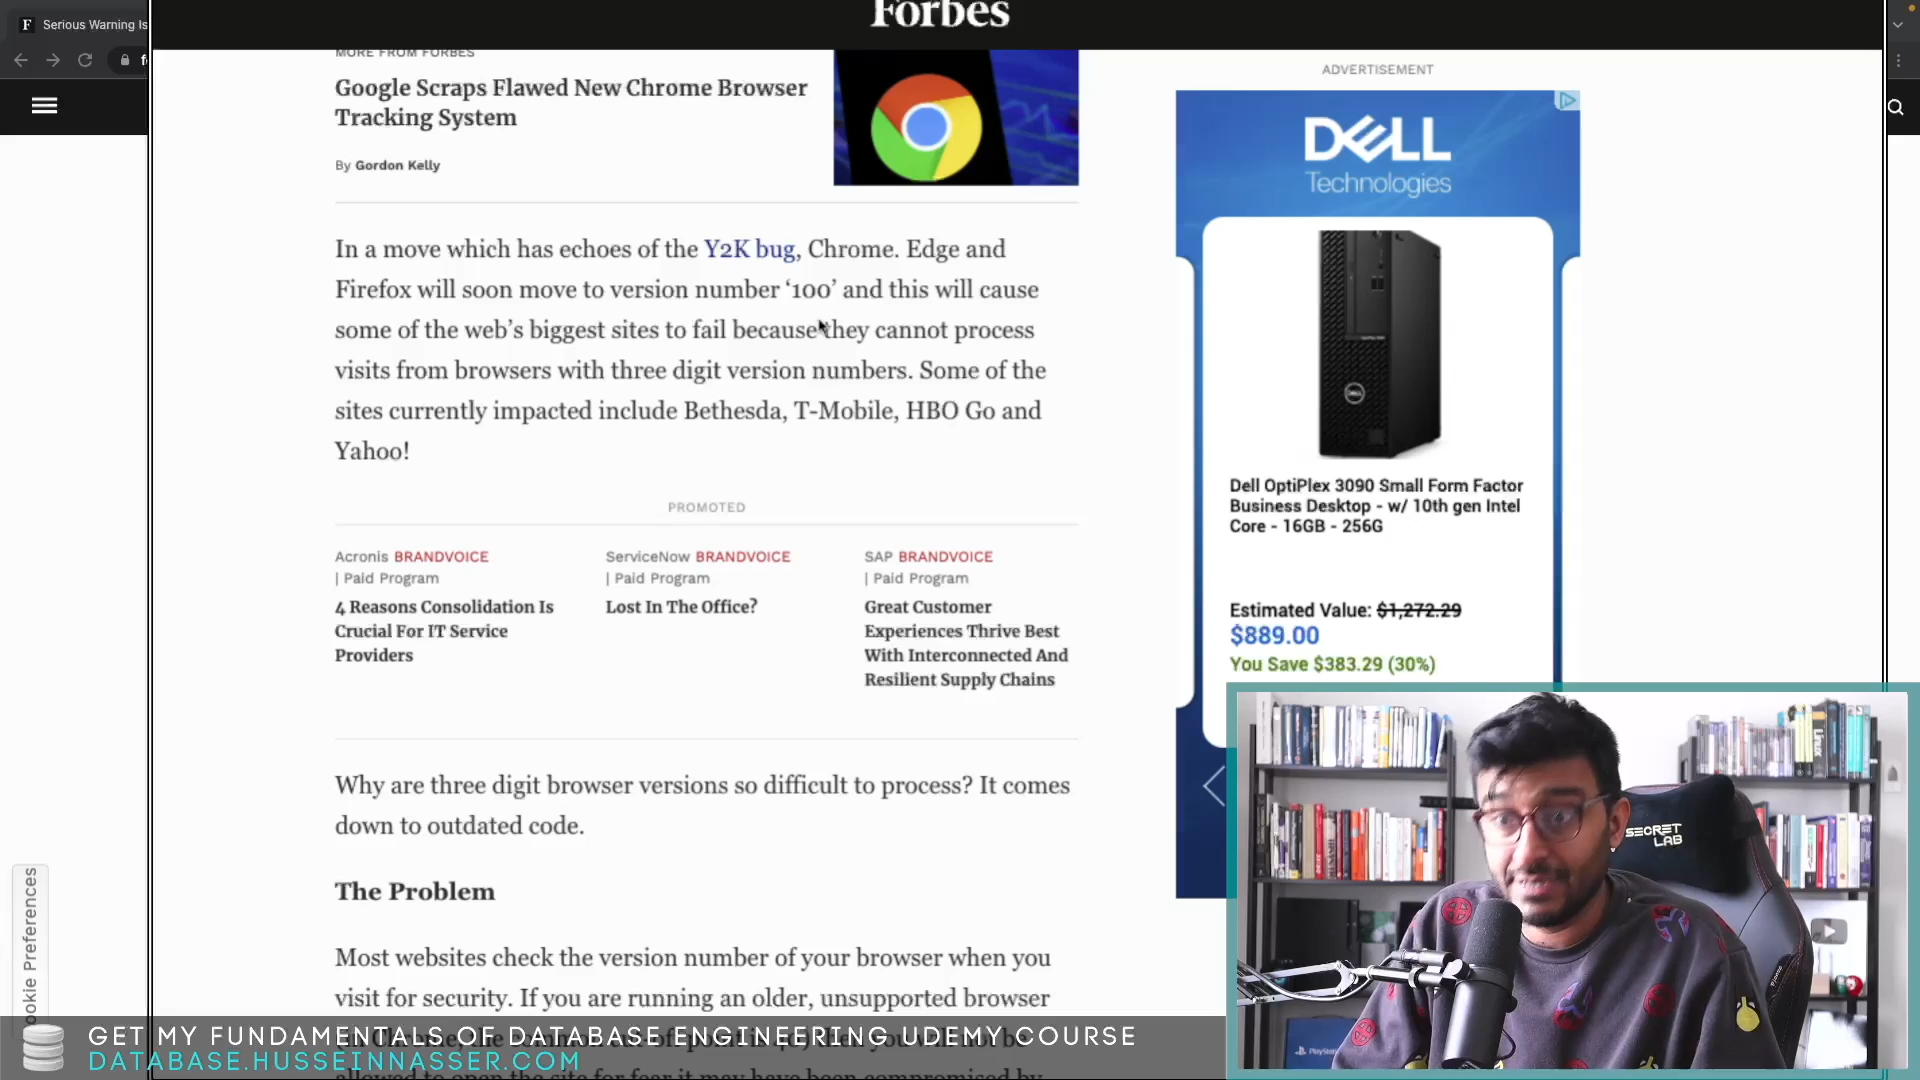 Serious Warning Is
Forbes
MORE FROM FORBES
Google Scraps Flawed New Chrome Browser
Tracking System
By Gordon Kelly
In a move which has echoes of the Y2K bug, Chrome. Edge and
Firefox will soon move to version number ‘100’ and this will cause
some of the web’s biggest sites to fail because they cannot process
visits from browsers with three digit version numbers. Some of the
sites currently impacted include Bethesda, T-Mobile, HBO Go and
Yahoo!
PROMOTED
Acronis BRANDVOICE
| Paid Program
4 Reasons Consolidation Is
Crucial For IT Service
Providers
ServiceNow BRANDVOICE
| Paid Program
Lost In The Office?
SAP BRANDVOICE
| Paid Program
Great Customer
Experiences Thrive Best
With Interconnected And
Resilient Supply Chains
Why are three digit browser versions so difficult to process? It comes
down to outdated code.
The Problem
Most websites check the version number of your browser when you
visit for security. If you are running an older, unsupported browser
ADVERTISEMENT
DELL
Technologies
Dell OptiPlex 3090 Small Form Factor
Business Desktop - w/ 10th gen Intel
Core - 16GB - 256G
Estimated Value: $1,272.29
$889.00
You Save $383.29 (30%)
SECRET
LAB
Linux
ookie Preferences
GET MY FUNDAMENTALS OF DATABASE ENGINEERING UDEMY COURSE
DATABASE.HUSSEINNASSER.COM